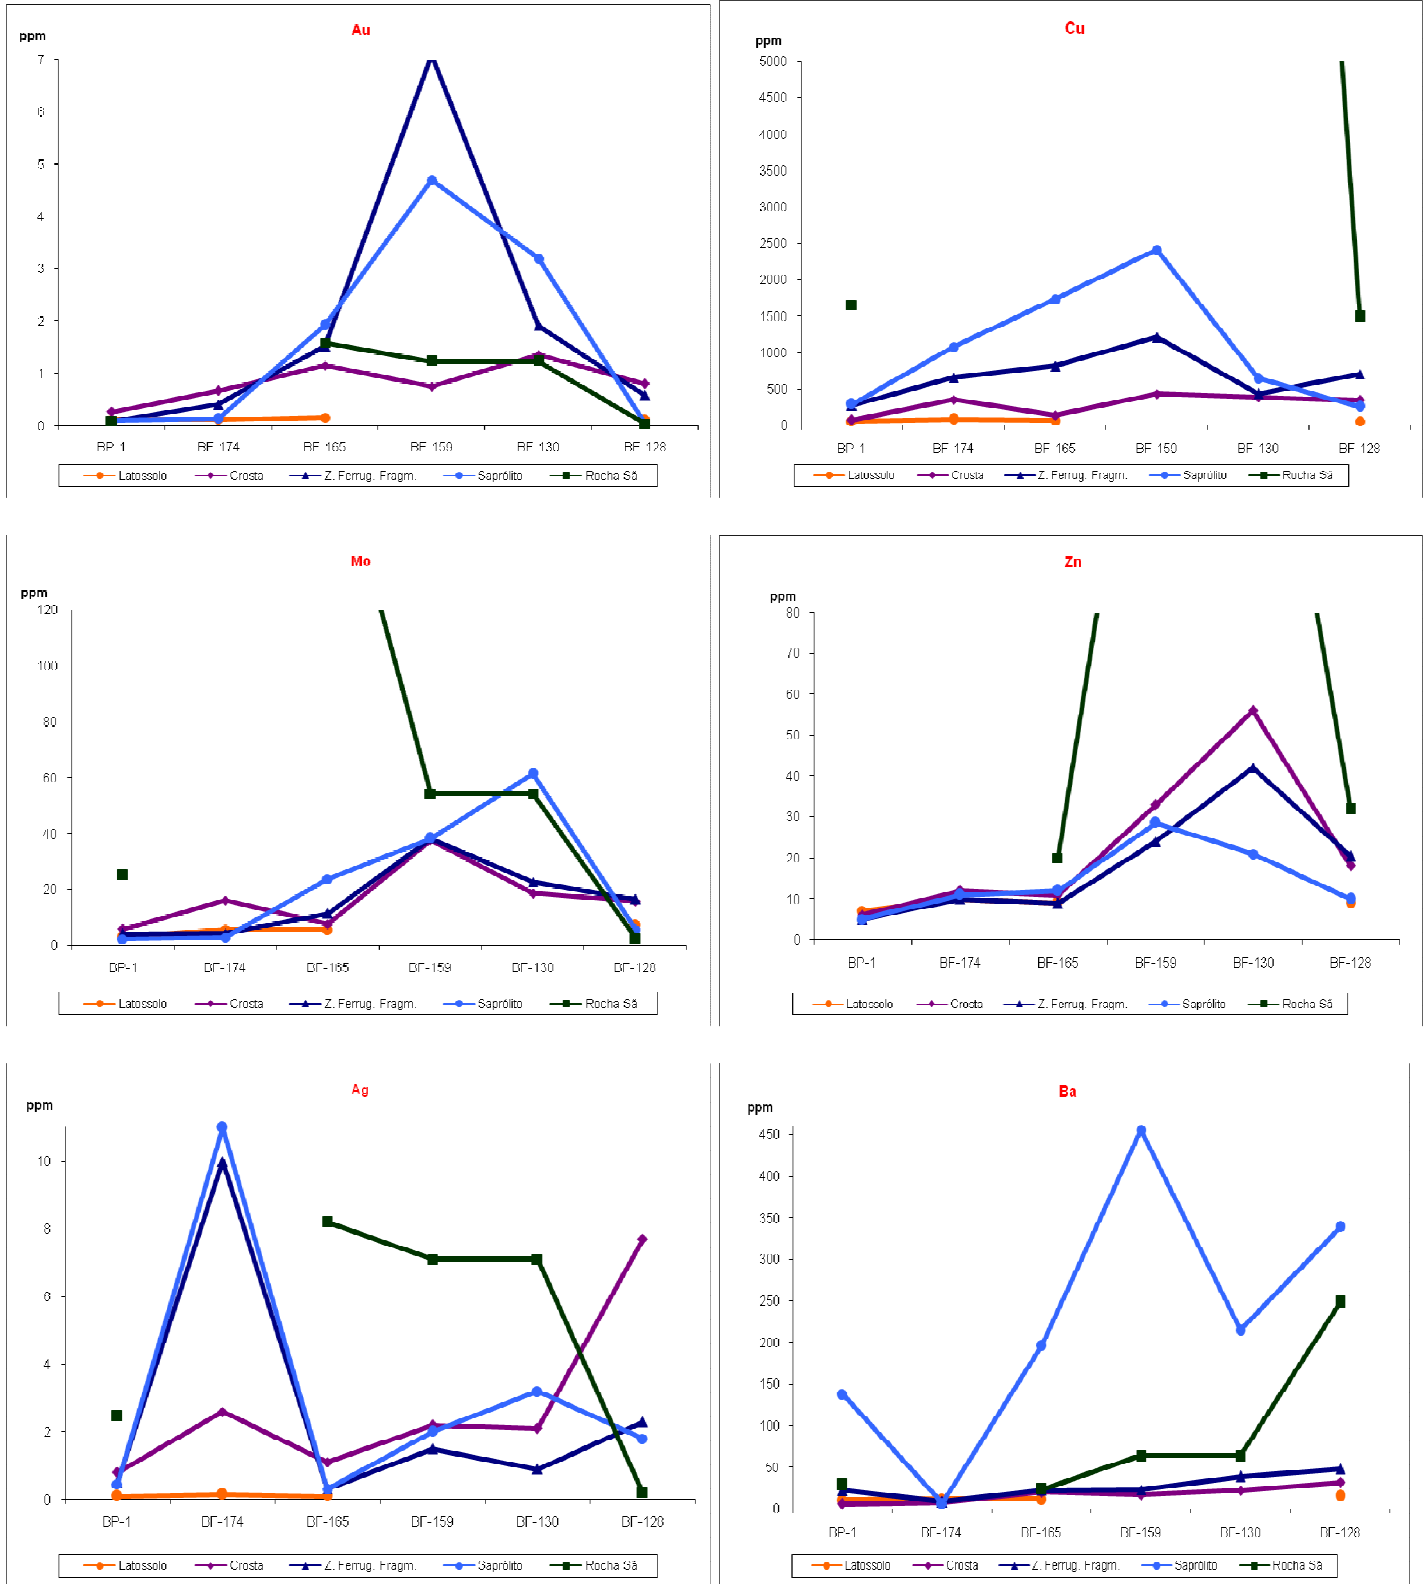 Au
ppm
7
6
5
4
3
2
1
0
BP-1 BF-174 BF-165 BF-159 BF-130 BF-128
Latossolo Crosta Z. Ferrug. Fragm. Saprólito Rocha Sã
Cu
ppm
5000
4500
4000
3500
3000
2500
2000
1500
1000
500
0
BP-1 BF-174 BF-165 BF-159 BF-130 BF-128
Latossolo Crosta Z. Ferrug. Fragm. Saprólito Rocha Sã
Mo
ppm
120
100
80
60
40
20
0
BP-1 BF-174 BF-165 BF-159 BF-130 BF-128
Latossolo Crosta Z. Ferrug. Fragm. Saprólito Rocha Sã
Zn
ppm
80
70
60
50
40
30
20
10
0
BP-1 BF-174 BF-165 BF-159 BF-130 BF-128
Latossolo Crosta Z. Ferrug. Fragm. Saprólito Rocha Sã
Ag
ppm
10
8
6
4
2
0
BP-1 BF-174 BF-165 BF-159 BF-130 BF-128
Latossolo Crosta Z. Ferrug. Fragm. Saprólito Rocha Sã
Ba
ppm
450
400
350
300
250
200
150
100
50
0
BP-1 BF-174 BF-165 BF-159 BF-130 BF-128
Latossolo Crosta Z. Ferrug. Fragm. Saprólito Rocha Sã